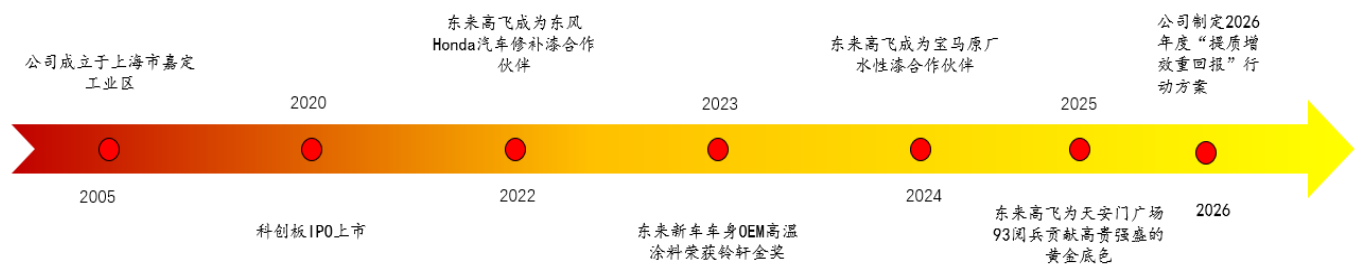 公司成立于上海市嘉定
工业区
2005
2020
科创板IPO上市
东来高飞成为东风
Honda汽车修补漆合作
伙伴
2022
2023
东来新车车身OEM高温
涂料荣获铃轩金奖
东来高飞成为宝马原厂
水性漆合作伙伴
2024
2025
东来高飞为天安门广场
93阅兵贡献高贵强盛的
黄金底色
公司制定2026
年度“提质增
效重回报”行
动方案
2026